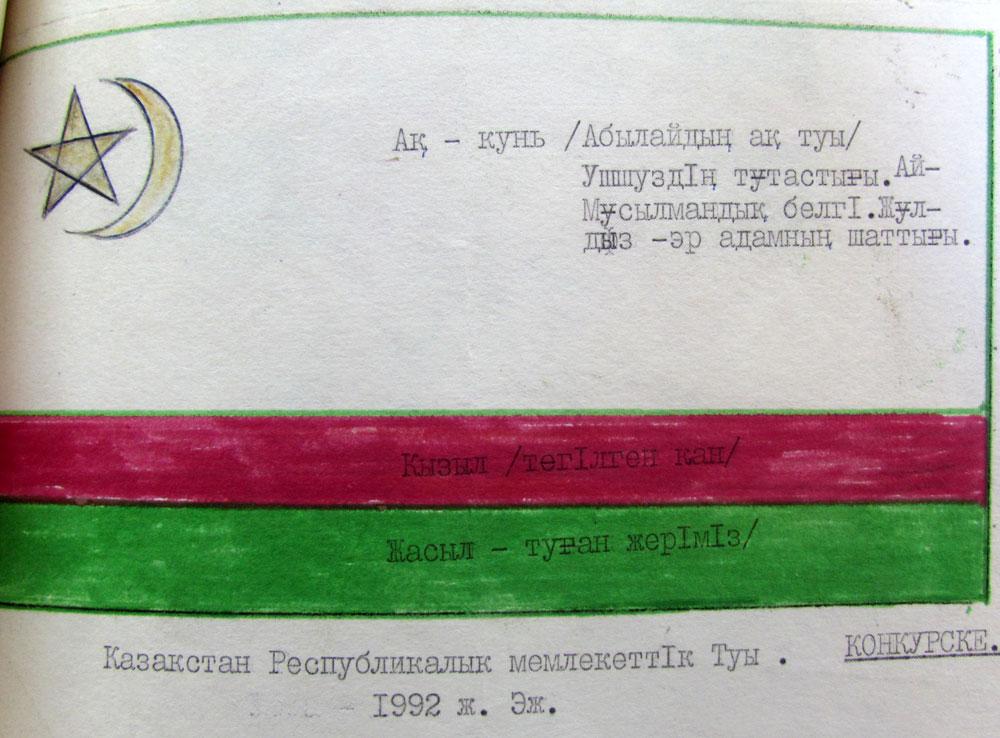 Ақ - кунь /Абылайдың ақ туы/
Ушшуздің тұтастығы. Ай-
Мұсылмандық белгі. Жұл-
дыз -эр адамның шаттығы.
Кызыл /тегілген кан/
Жасыл - туған жеріміз/
Казакстан Республикалык мемлекеттік Туы . КОНКУРСКЕ.
1992 ж. Эж.